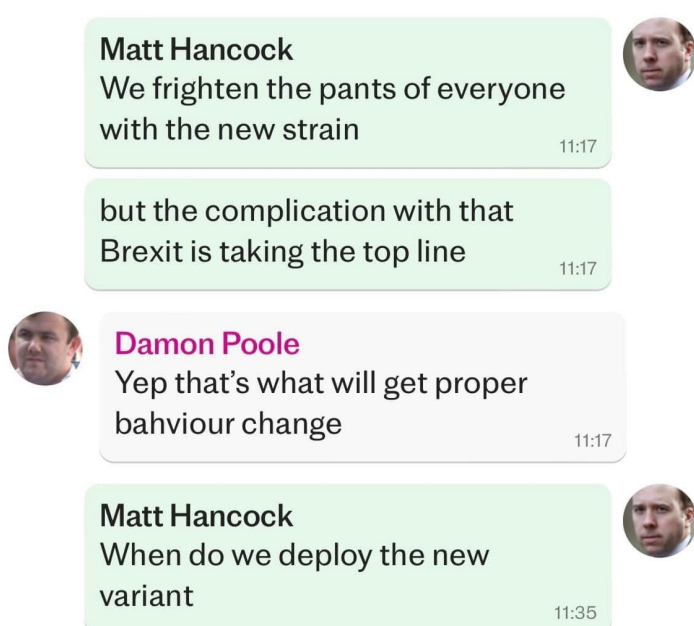 Matt Hancock
We frighten the pants of everyone
with the new strain
11:17
but the complication with that
Brexit is taking the top line
11:17
Damon Poole
Yep that’s what will get proper
bahviour change
11:17
Matt Hancock
When do we deploy the new
variant
11:35